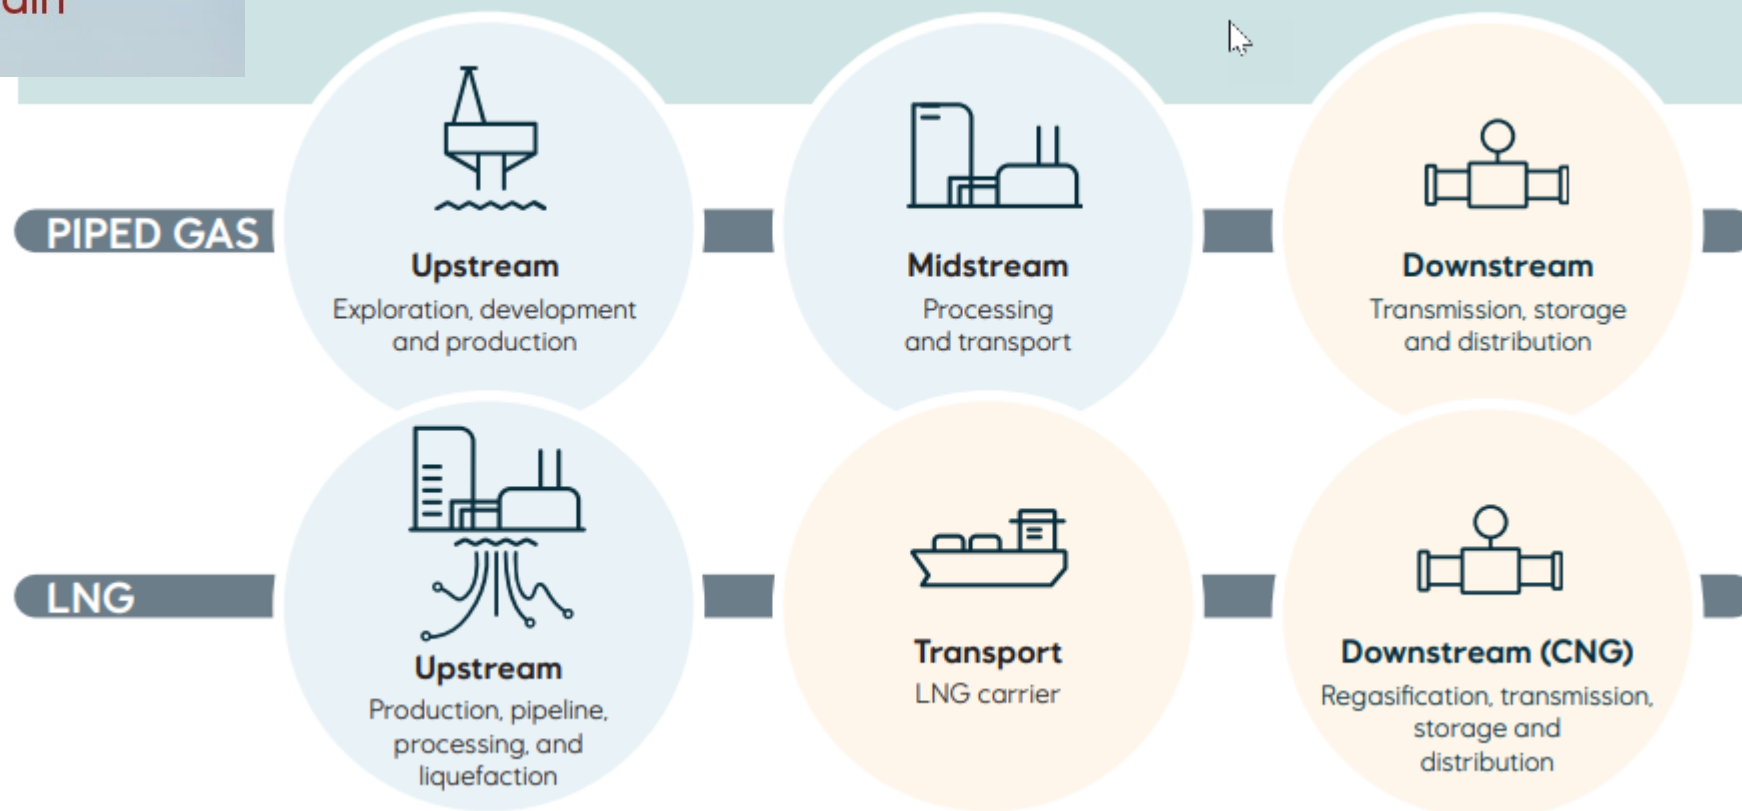 PIPED GAS
Upstream
Exploration, development
and production
Midstream
Processing
and transport
Downstream
Transmission, storage
and distribution
LNG
Upstream
Production, pipeline,
processing, and
liquefaction
Transport
LNG carrier
Downstream (CNG)
Regasification, transmission,
storage and
distribution